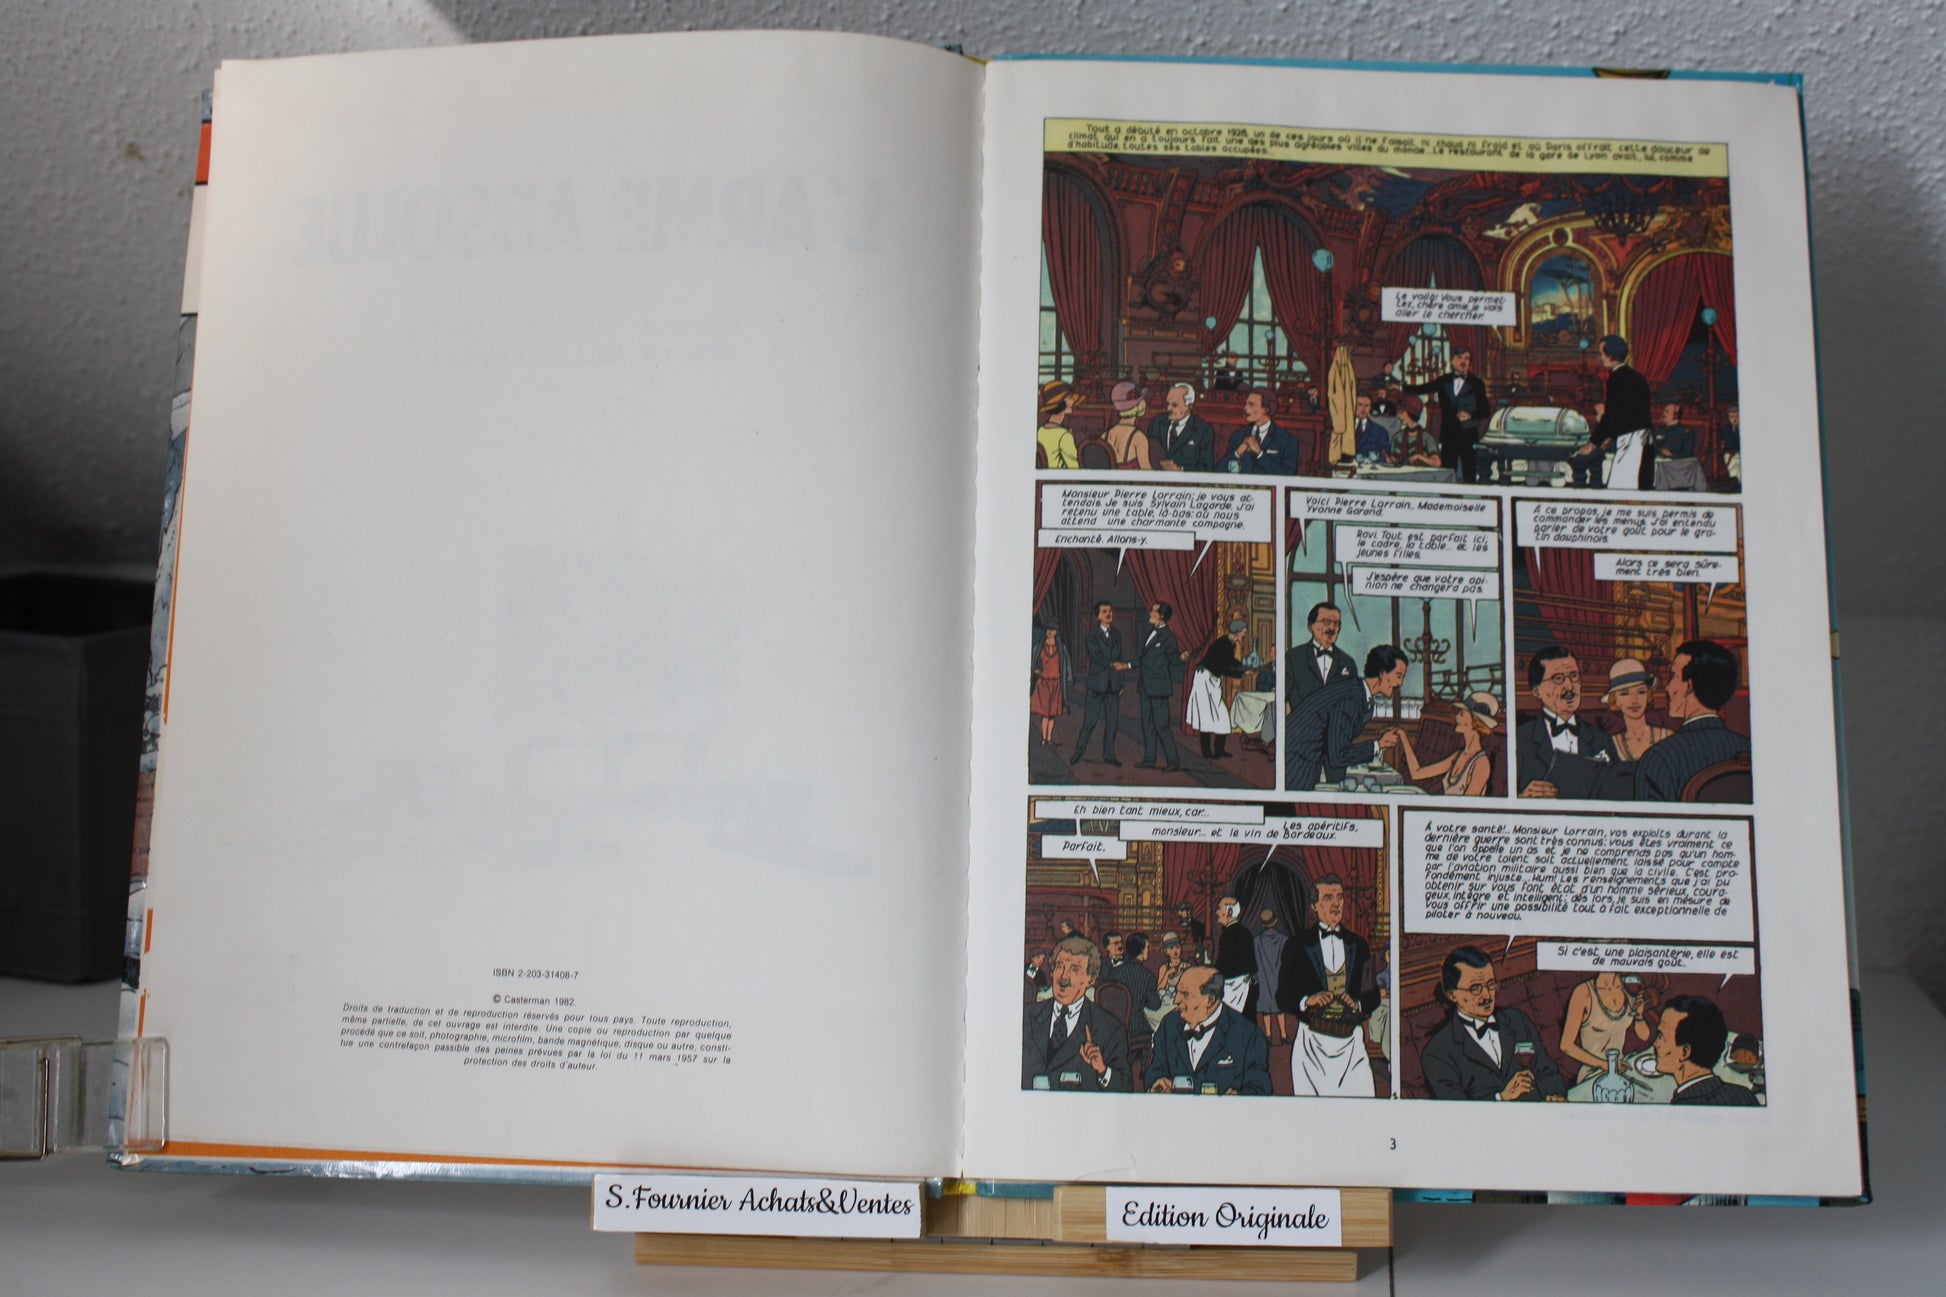 L'ARME ABSOLUE
ISBN 2-203-31408-7
© Casterman 1982.
Droits de traduction et de reproduction réservés pour tous pays. Toute reproduction,
même partielle, de cet ouvrage est interdite. Une copie ou reproduction par quelque
procédé que ce soit, photographie, microfilm, bande magnétique, disque ou autre, consti-
tue une contrefaçon passible des peines prévues par la loi du 11 mars 1957 sur la
protection des droits d'auteur.
Tout a débuté en octobre 1928, un de ces jours où il ne faisait ni chaud ni froid et où Paris offrait cette douceur de
climat qui en a toujours fait une des plus agréables villes du monde. Le restaurant de la gare de Lyon avait, lui, comme
d'habitude, toutes ses tables occupées...
Le voilà! Vous permet-
tez, chère amie, je vais
aller le chercher.
Monsieur Pierre Lorrain; je vous at-
tendais. Je suis Sylvain Lagarde. J'ai
retenu une table, là-bas: où nous
attend une charmante compagne.
Enchanté. Allons-y.
Voici Pierre Lorrain... Mademoiselle
Yvonne Garand.
Ravi. Tout est parfait ici;
le cadre, la table... et les
jeunes filles.
J'espère que votre opi-
nion ne changera pas.
À ce propos, je me suis permis de
commander les menus. J'ai entendu
parler de votre goût pour le gra-
tin dauphinois.
Alors ce sera sûre-
ment très bien.
Eh bien tant mieux, car...
Les apéritifs,
monsieur... et le vin de Bordeaux.
Parfait.
À votre santé!.. Monsieur Lorrain, vos exploits durant la
dernière guerre sont très connus: vous êtes vraiment ce
que l'on appelle un as et je ne comprends pas qu'un hom-
me de votre talent soit actuellement laissé pour compte
par l'aviation militaire aussi bien que la civile. C'est pro-
fondément injuste... Hum! Les renseignements que j'ai pu
obtenir sur vous font état d'un homme sérieux, coura-
geux, intègre et intelligent; dès lors, je suis en mesure de
vous offrir une possibilité tout à fait exceptionnelle de
piloter à nouveau.
Si c'est une plaisanterie, elle est
de mauvais goût.
3
S.Fournier Achats&Ventes
Edition Originale